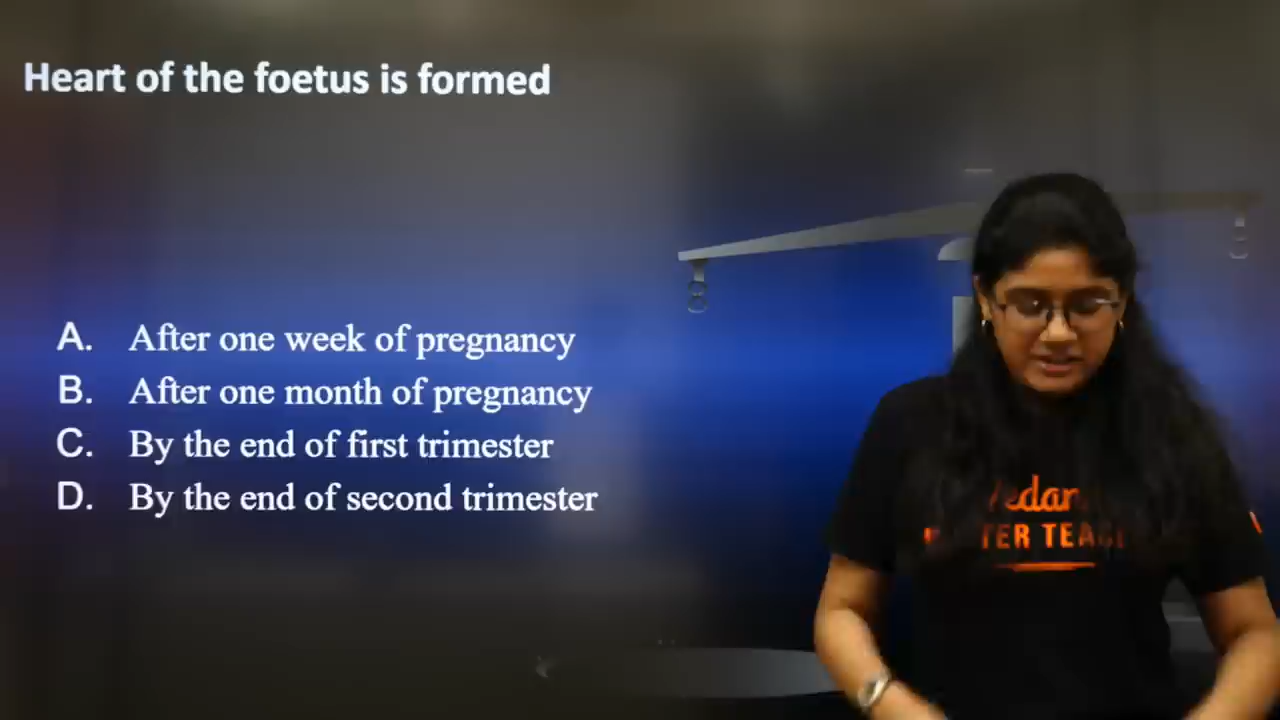 Heart of the foetus is formed
A. After one week of pregnancy
B. After one month of pregnancy
C. By the end of first trimester
D. By the end of second trimester